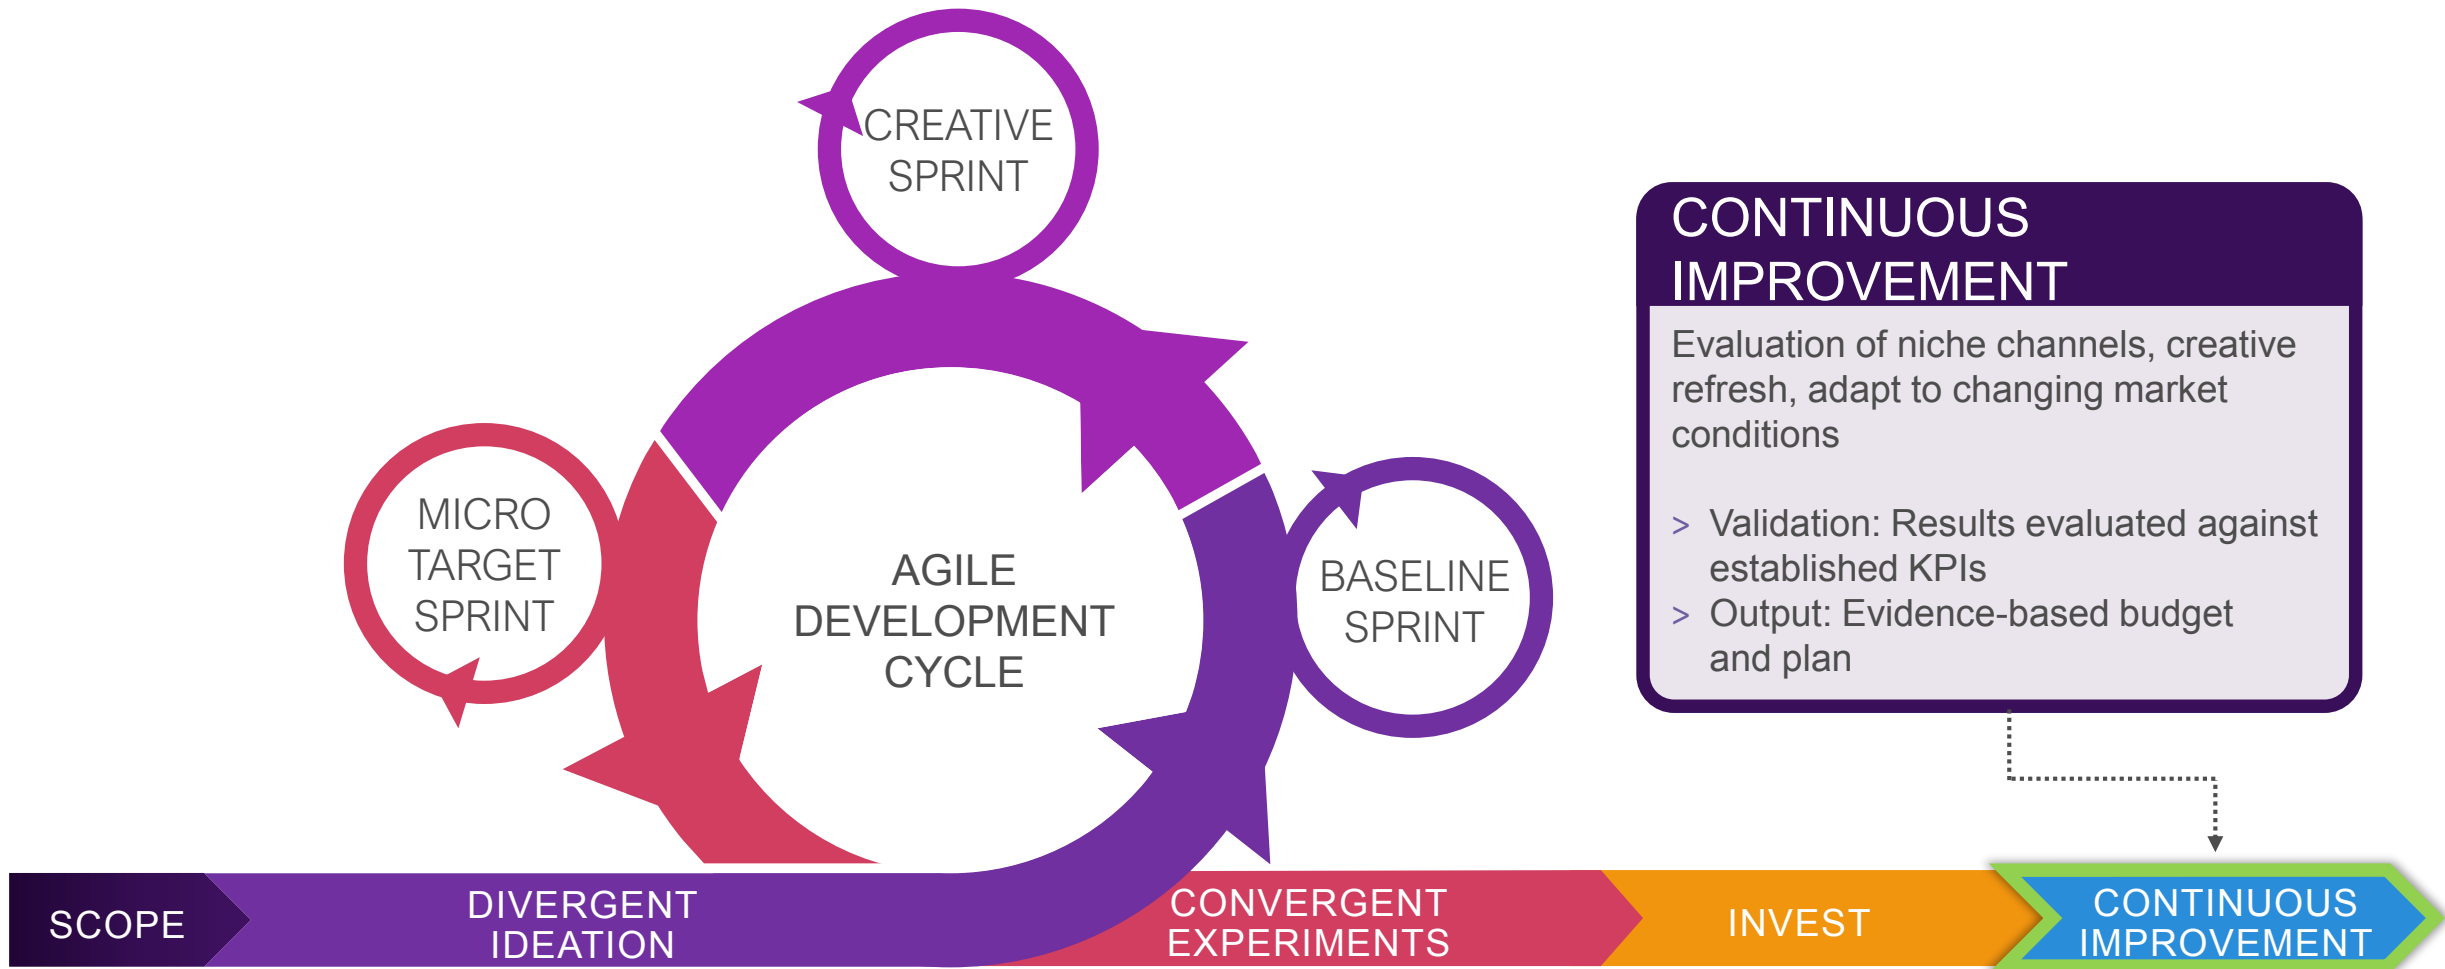 CREATIVE
SPRINT
MICRO
TARGET
SPRINT
AGILE
DEVELOPMENT
CYCLE
BASELINE
SPRINT
CONTINUOUS
IMPROVEMENT
Evaluation of niche channels, creative
refresh, adapt to changing market
conditions
> Validation: Results evaluated against
established KPIs
> Output: Evidence-based budget
and plan
SCOPE
DIVERGENT
IDEATION
CONVERGENT
EXPERIMENTS
INVEST
CONTINUOUS
IMPROVEMENT